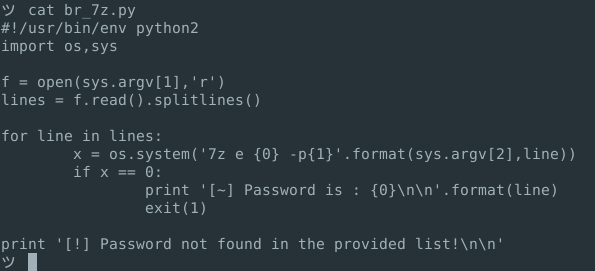 ツ cat br_7z.py
#!/usr/bin/env python2
import os,sys

f = open(sys.argv[1],'r')
lines = f.read().splitlines()

for line in lines:
        x = os.system('7z e {0} -p{1}'.format(sys.argv[2],line))
        if x == 0:
                print '[~] Password is : {0}\n\n'.format(line)
                exit(1)

print '[!] Password not found in the provided list!\n\n'
ツ